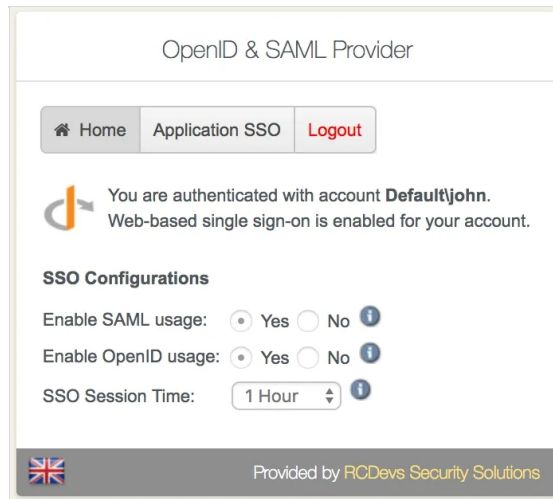 OpenID & SAML Provider
Home Application SSO Logout
You are authenticated with account Default\john.
Web-based single sign-on is enabled for your account.
SSO Configurations
Enable SAML usage: Yes No
Enable OpenID usage: Yes No
SSO Session Time: 1 Hour
Provided by RCDevs Security Solutions